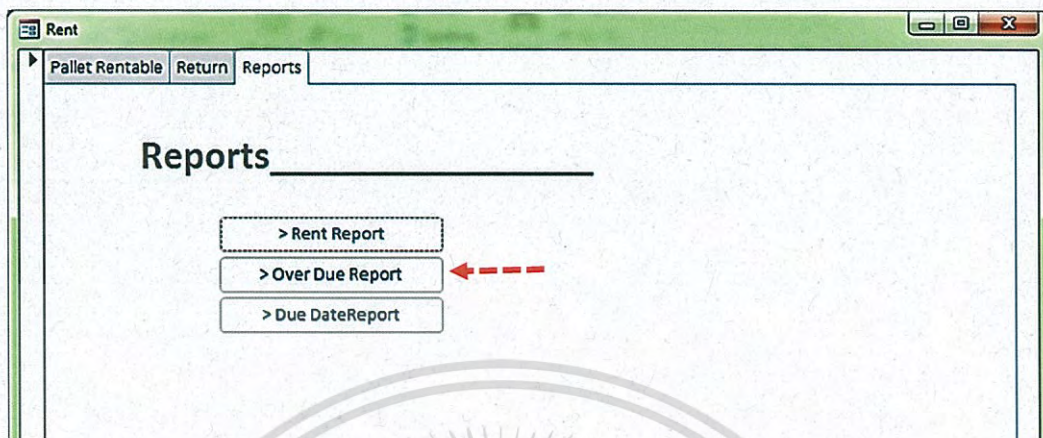 Rent
Pallet Rentable Return Reports
Reports
> Rent Report
> Over Due Report
> Due DateReport